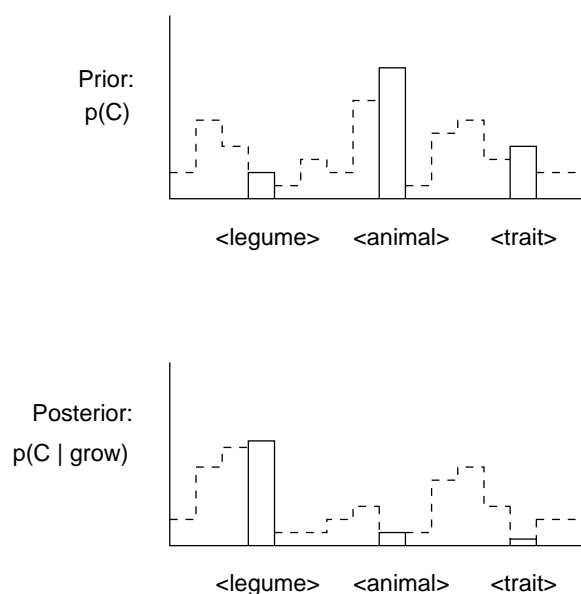 Prior:
p(C)
<legume> <animal> <trait>
Posterior:
p(C | grow)
<legume> <animal> <trait>